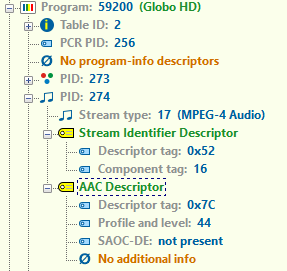 Program: 59200 (Globo HD)
Table ID: 2
PCR PID: 256
No program-info descriptors
PID: 273
PID: 274
Stream type: 17 (MPEG-4 Audio)
Stream Identifier Descriptor
Descriptor tag: 0x52
Component tag: 16
AAC Descriptor
Descriptor tag: 0x7C
Profile and level: 44
SAOC-DE: not present
No additional info